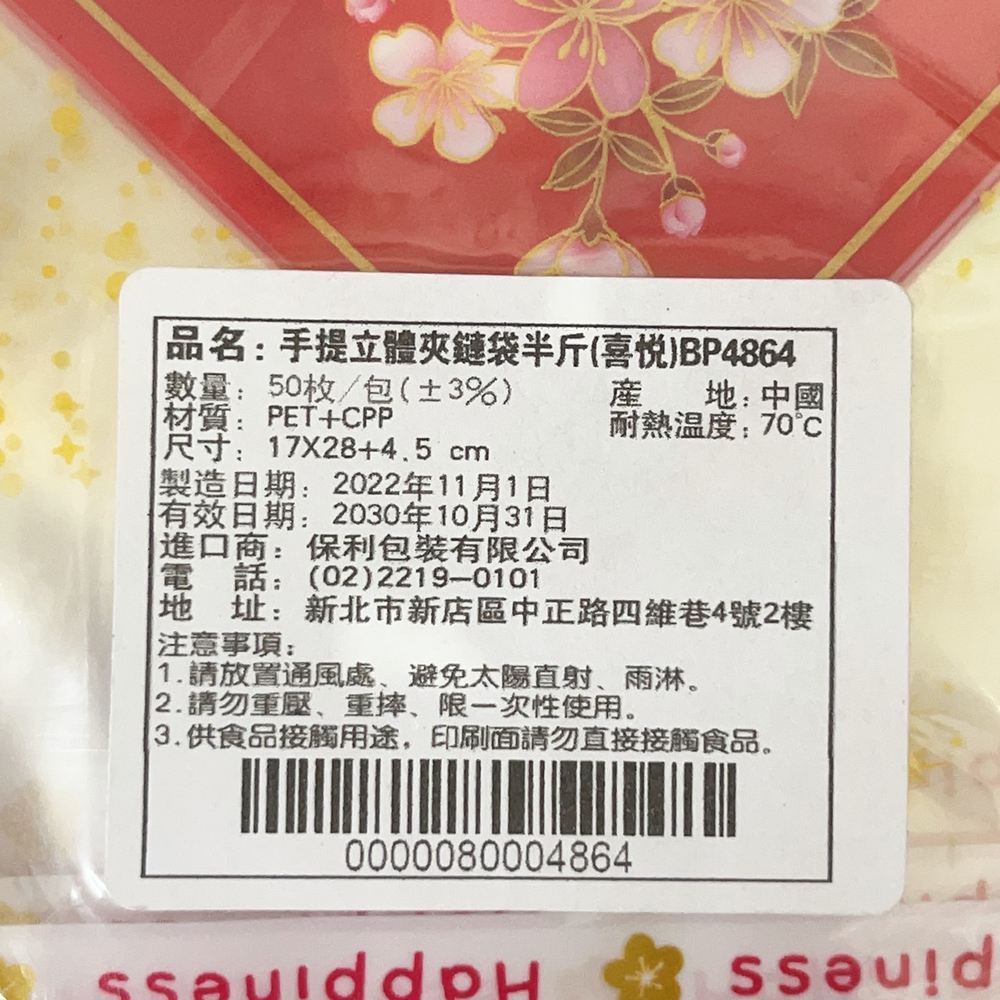 品名：手提立體夾鏈袋半斤(喜悅)BP4864
數量：50枚／包(±3%) 產　地：中國
材質：PET+CPP 耐熱温度：70℃
尺寸：17X28+4.5 cm
製造日期：2022年11月1日
有效日期：2030年10月31日
進口商：保利包裝有限公司
電　話：(02)2219-0101
地　址：新北市新店區中正路四維巷4號2樓
注意事項：
1.請放置通風處、避免太陽直射、雨淋。
2.請勿重壓、重摔、限一次性使用。
3.供食品接觸用途，印刷面請勿直接接觸食品。
0000080004864
Happiness
piness